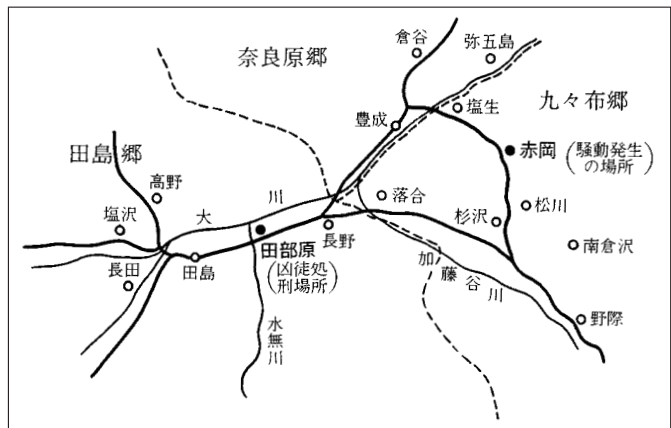 倉谷
弥五島
奈良原郷
塩生
九々布郷
豊成
田島郷
赤岡（騒動発生の場所）
高野
大川
落合
杉沢
松川
塩沢
長野
田部原
（凶徒処刑場所）
南倉沢
長田
田島
加藤谷川
水無川
野際